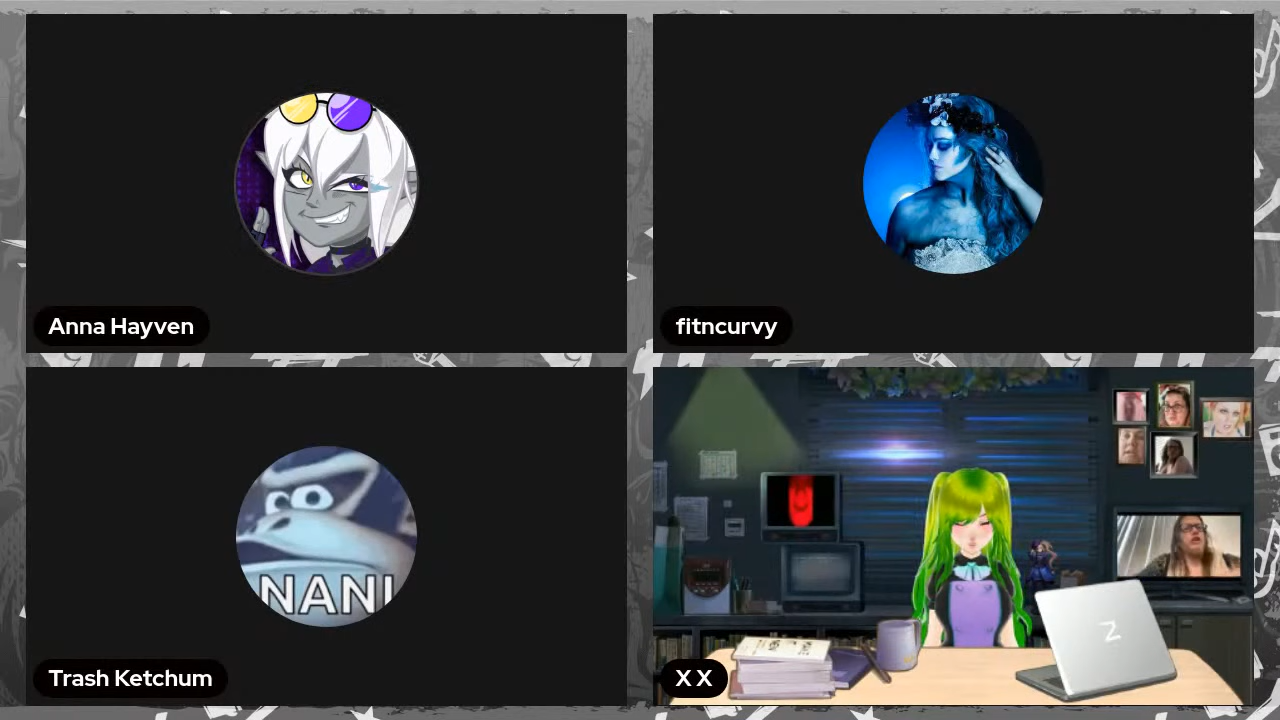 Anna Hayven
fitncurvy
NANI
Trash Ketchum
X X
Z